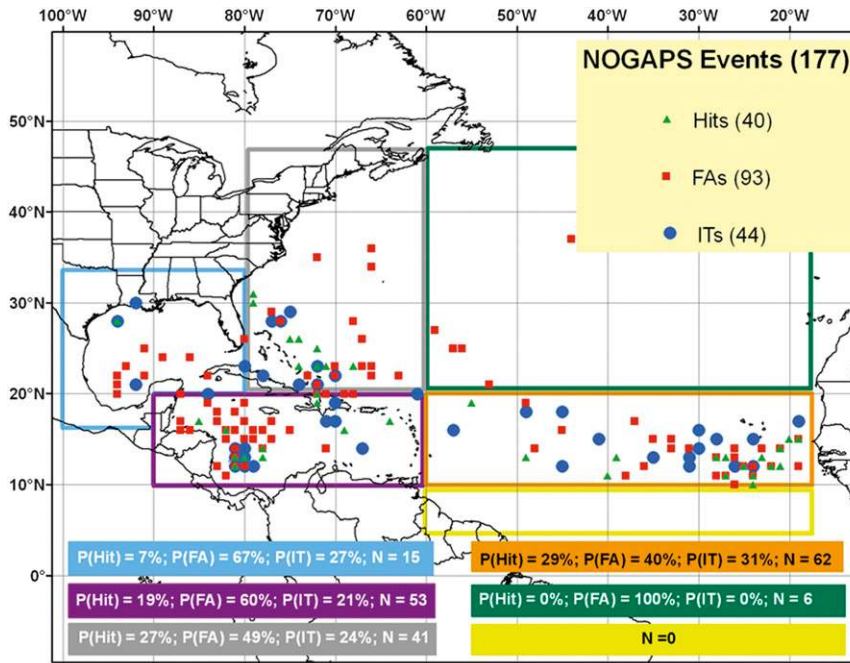 100°W 90°W 80°W 70°W 60°W 50°W 40°W 30°W 20°W
NOGAPS Events (177)
Hits (40)
FAs (93)
ITs (44)
50°N
40°N
30°N
20°N
10°N
0°
P(Hit) = 7%; P(FA) = 67%; P(IT) = 27%; N = 15
P(Hit) = 29%; P(FA) = 40%; P(IT) = 31%; N = 62
P(Hit) = 19%; P(FA) = 60%; P(IT) = 21%; N = 53
P(Hit) = 0%; P(FA) = 100%; P(IT) = 0%; N = 6
P(Hit) = 27%; P(FA) = 49%; P(IT) = 24%; N = 41
N =0